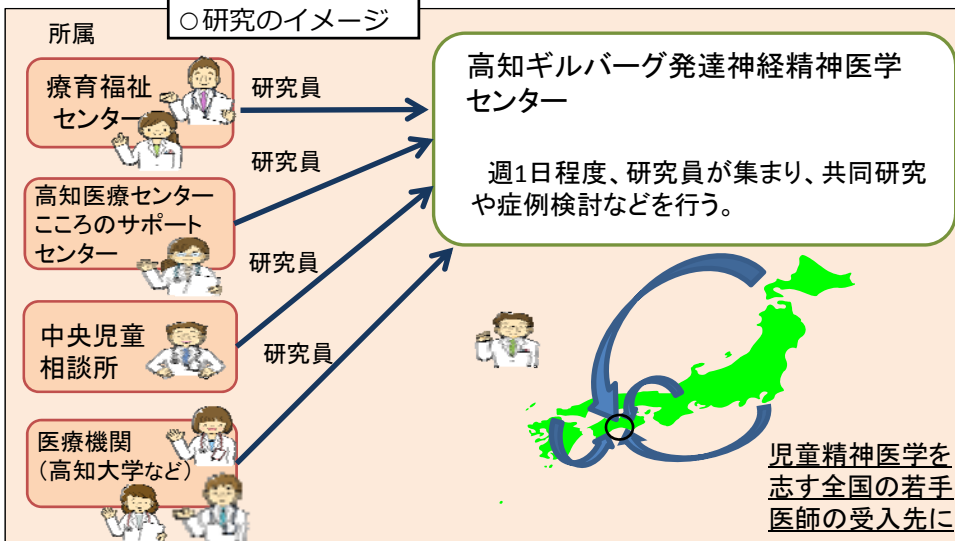 ○研究のイメージ
所属
療育福祉
センター
研究員
高知医療センター
こころのサポート
センター
研究員
中央児童
相談所
研究員
医療機関
（高知大学など）
研究員
高知ギルバーグ発達神経精神医学
センター
週1日程度、研究員が集まり、共同研究
や症例検討などを行う。
児童精神医学を
志す全国の若手
医師の受入先に